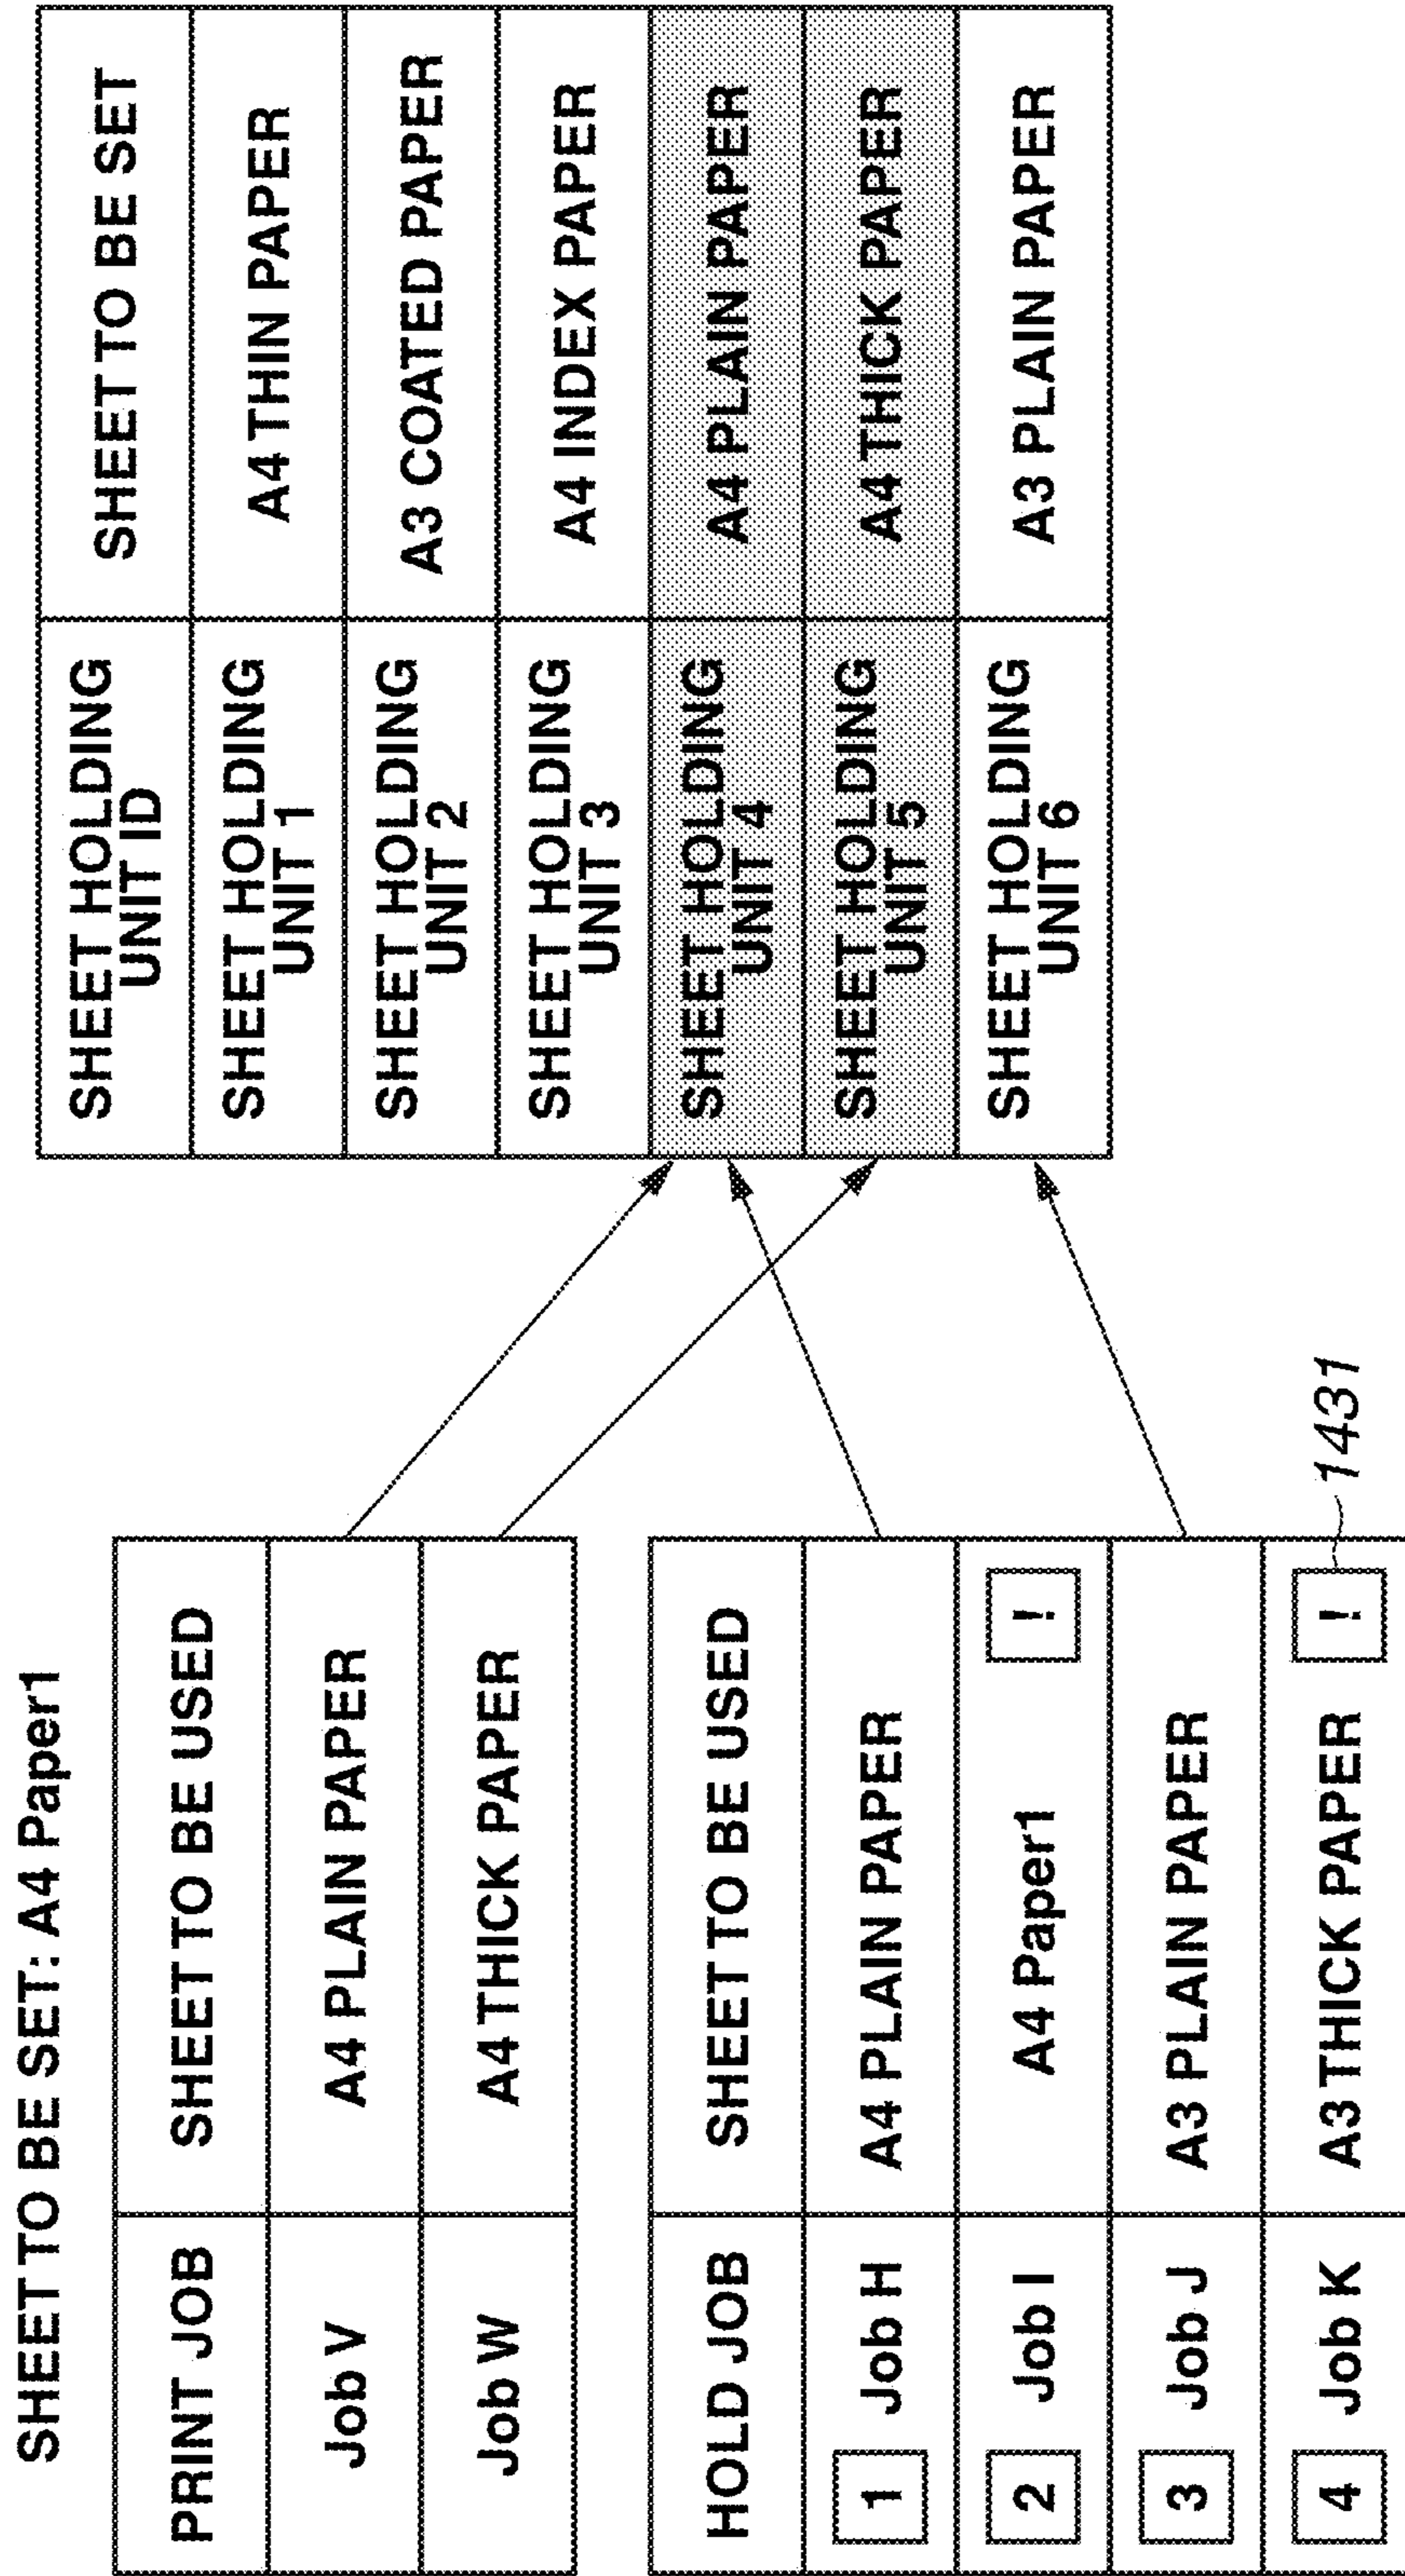 SHEET TO BE SET: A4 Paper1
PRINT JOB
SHEET TO BE USED
Job V
A4 PLAIN PAPER
Job W
A4 THICK PAPER
HOLD JOB
SHEET TO BE USED
1
Job H
A4 PLAIN PAPER
2
Job I
A4 Paper1
!
3
Job J
A3 PLAIN PAPER
4
Job K
A3 THICK PAPER
!
1431
SHEET HOLDING
UNIT ID
SHEET TO BE SET
SHEET HOLDING
UNIT 1
A4 THIN PAPER
SHEET HOLDING
UNIT 2
A3 COATED PAPER
SHEET HOLDING
UNIT 3
A4 INDEX PAPER
SHEET HOLDING
UNIT 4
A4 PLAIN PAPER
SHEET HOLDING
UNIT 5
A4 THICK PAPER
SHEET HOLDING
UNIT 6
A3 PLAIN PAPER